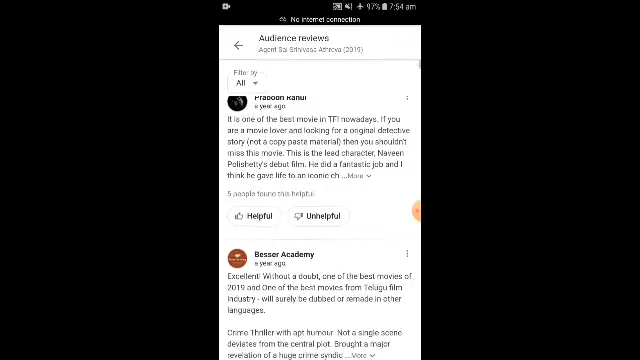 97% 7:54 am
No internet connection
Audience reviews
Agent Sai Srinivasa Athreya (2019)
Filter by
All
Praboon Rahul
a year ago
It is one of the best movie in TFI nowadays. If you
are a movie lover and looking for a original detective
story (not a copy paste material) then you shouldn't
miss this movie. This is the lead character, Naveen
Polishetty's debut film. He did a fantastic job and I
think he gave life to an iconic ch ...More
5 people found this helpful.
Helpful Unhelpful
Besser Academy
a year ago
Excellent! Without a doubt, one of the best movies of
2019 and One of the best movies from Telugu film
industry - will surely be dubbed or remade in other
languages.
Crime Thriller with apt humour. Not a single scene
deviates from the central plot. Brought a major
revelation of a huge crime syndic ...More